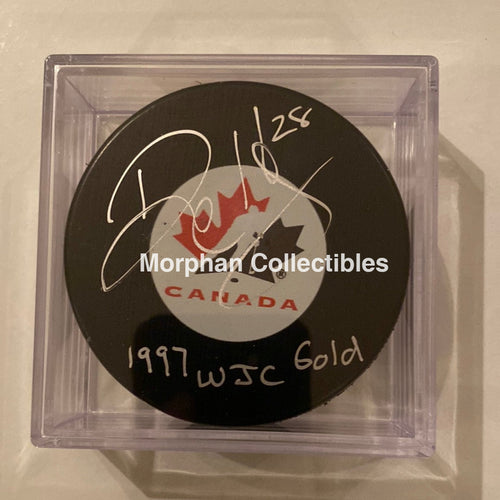 28
Morphan Collectibles
CANADA
1997 WJC Gold